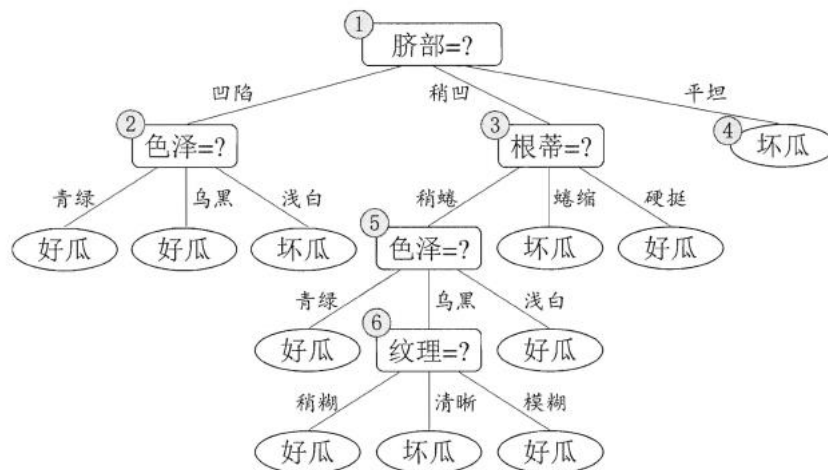 ① 脐部=?
凹陷 稍凹 平坦
② 色泽=? ③ 根蒂=? ④ 坏瓜
青绿 乌黑 浅白 稍蜷 蜷缩 硬挺
好瓜 好瓜 坏瓜 ⑤ 色泽=? 坏瓜 好瓜
青绿 乌黑 浅白
好瓜 ⑥ 纹理=? 好瓜
稍糊 清晰 模糊
好瓜 坏瓜 好瓜